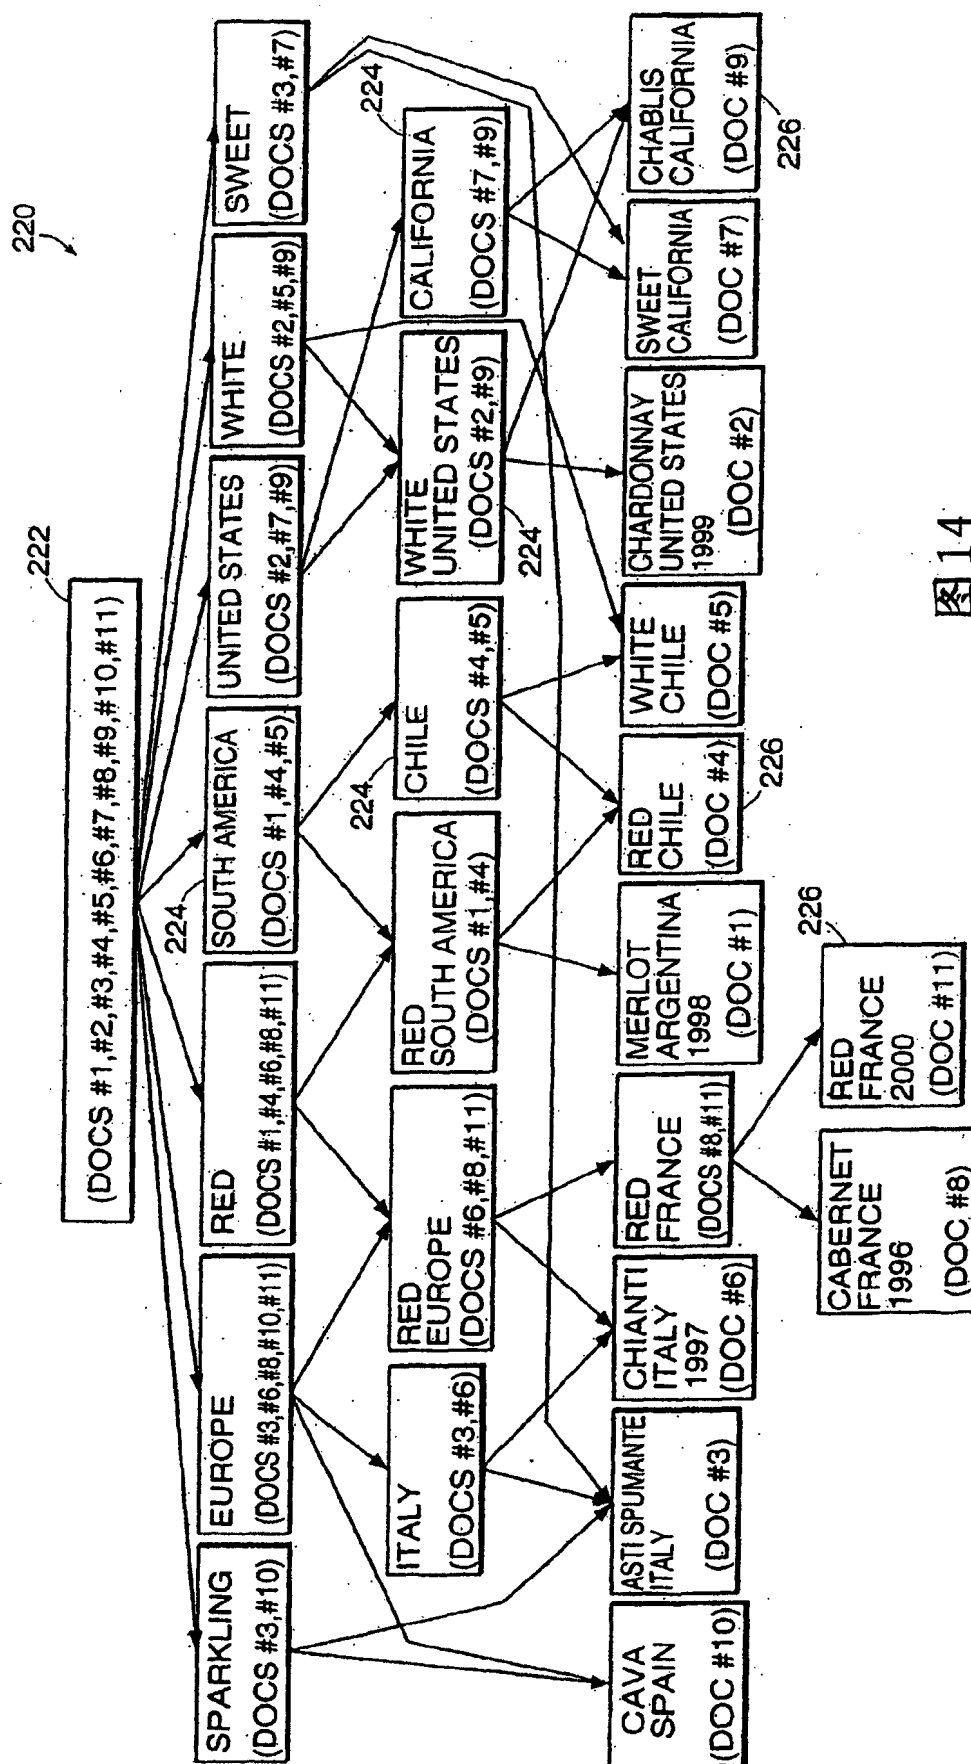 220
222
(DOCS #1,#2,#3,#4,#5,#6,#7,#8,#9,#10,#11)
SPARKLING
(DOCS #3,#10)
EUROPE
(DOCS #3,#6,#8,#10,#11)
RED
(DOCS #1,#4,#6,#8,#11)
224
SOUTH AMERICA
(DOCS #1,#4,#5)
UNITED STATES
(DOCS #2,#7,#9)
WHITE
(DOCS #2,#5,#9)
SWEET
(DOCS #3,#7)
ITALY
(DOCS #3,#6)
RED
EUROPE
(DOCS #6,#8,#11)
RED
SOUTH AMERICA
(DOCS #1,#4)
224
CHILE
(DOCS #4,#5)
WHITE
UNITED STATES
(DOCS #2,#9)
224
CALIFORNIA
(DOCS #7,#9)
224
CAVA
SPAIN
(DOC #10)
ASTI SPUMANTE
ITALY
(DOC #3)
CHIANTI
ITALY
1997
(DOC #6)
RED
FRANCE
(DOCS #8,#11)
MERLOT
ARGENTINA
1998
(DOC #1)
RED
CHILE
(DOC #4)
226
WHITE
CHILE
(DOC #5)
CHARDONNAY
UNITED STATES
1999
(DOC #2)
SWEET
CALIFORNIA
(DOC #7)
CHABLIS
CALIFORNIA
(DOC #9)
226
CABERNET
FRANCE
1996
(DOC #8)
RED
FRANCE
2000
(DOC #11)
226
图 14